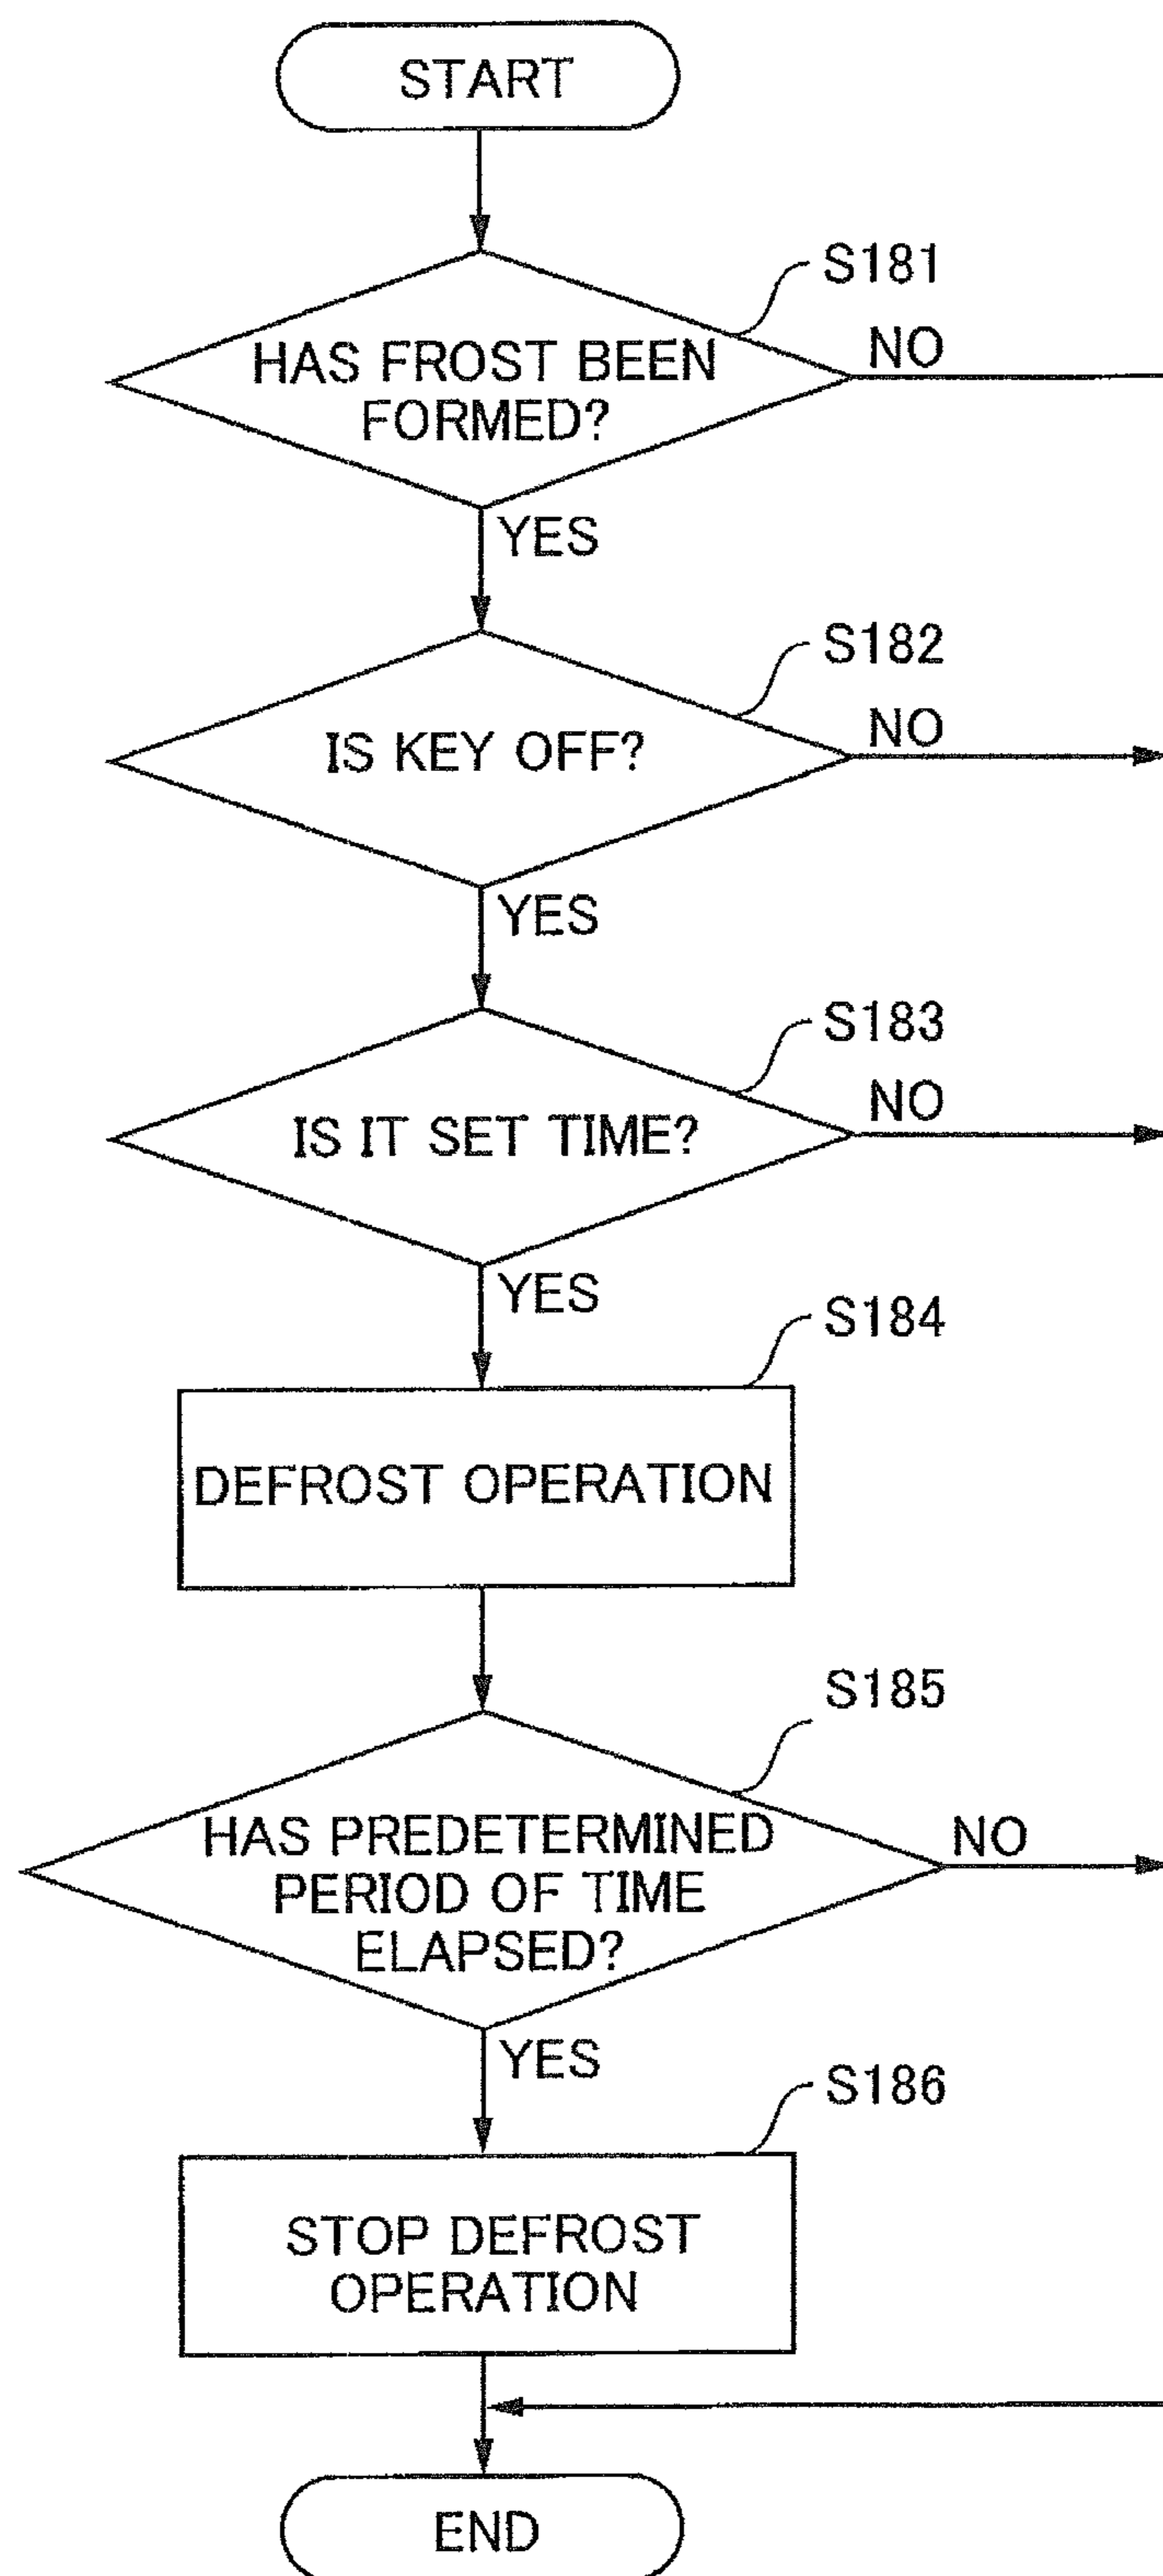 START
S181
NO
HAS FROST BEEN
FORMED?
YES
S182
NO
IS KEY OFF?
YES
S183
NO
IS IT SET TIME?
YES
S184
DEFROST OPERATION
S185
HAS PREDETERMINED
PERIOD OF TIME
ELAPSED?
NO
YES
S186
STOP DEFROST
OPERATION
END